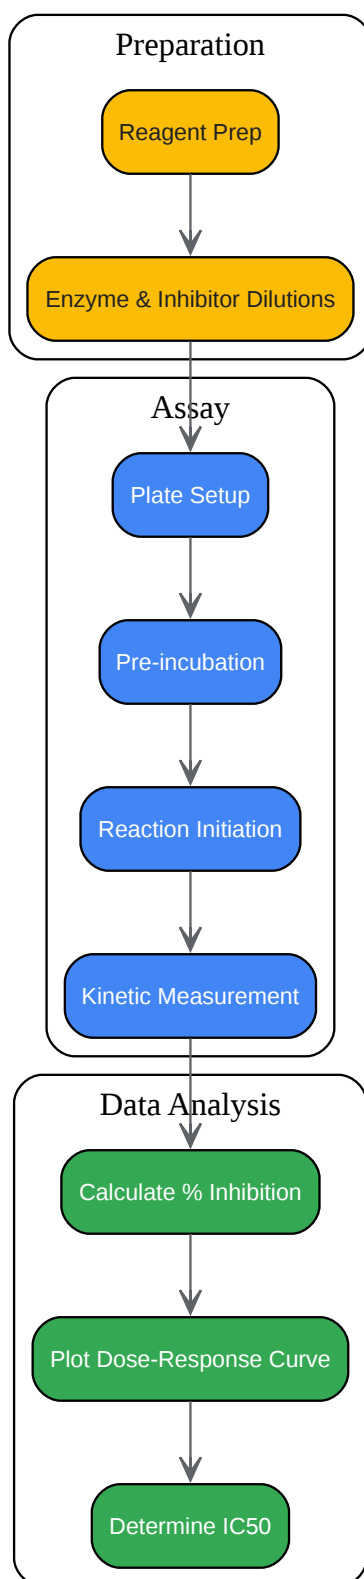 Preparation
Reagent Prep
Enzyme & Inhibitor Dilutions
Assay
Plate Setup
Pre-incubation
Reaction Initiation
Kinetic Measurement
Data Analysis
Calculate % Inhibition
Plot Dose-Response Curve
Determine IC50